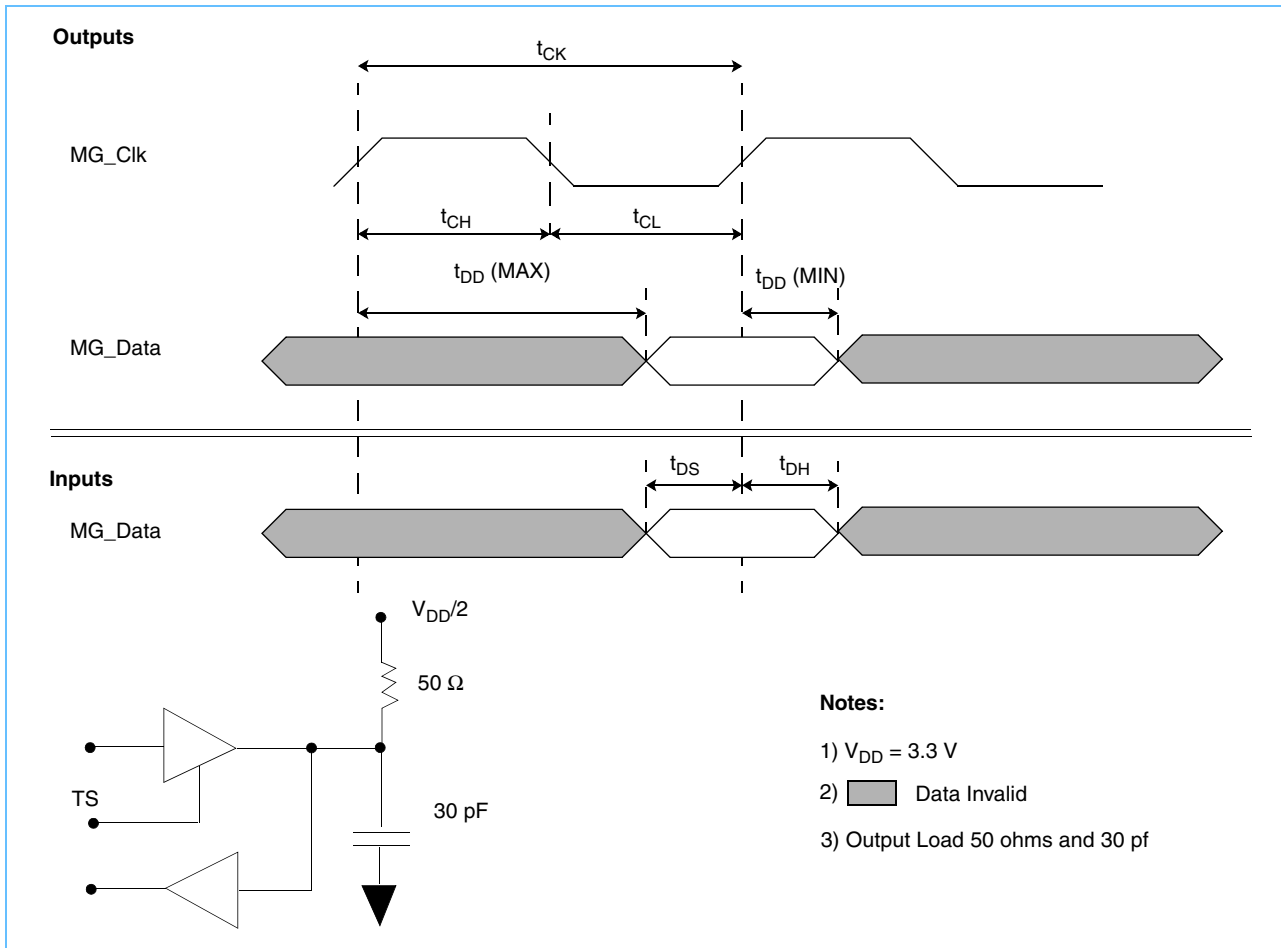 Outputs
tCK
MG_Clk
tCH
tCL
tDD (MAX)
tDD (MIN)
MG_Data
Inputs
tDS
tDH
MG_Data
VDD/2
50 Ω
TS
30 pF
Notes:
1) VDD = 3.3 V
2) Data Invalid
3) Output Load 50 ohms and 30 pf